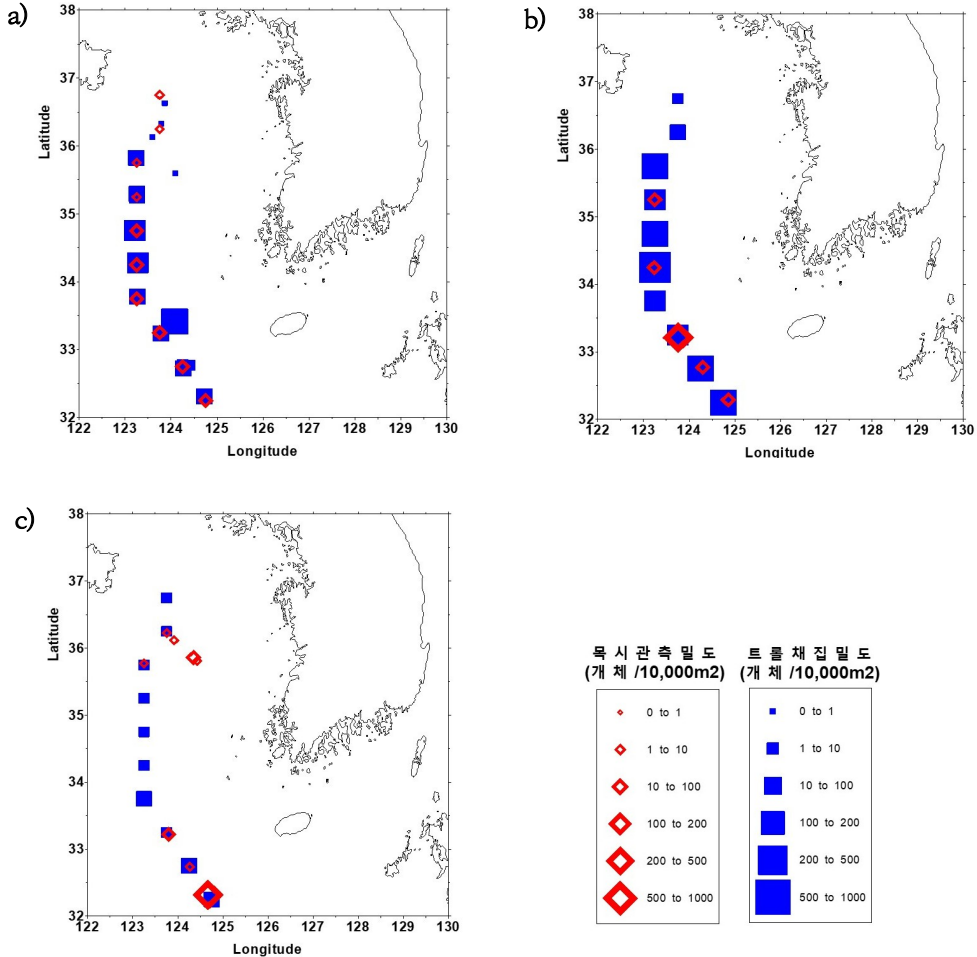 a)
38
37
36
35
34
33
32
Latitude
122 123 124 125 126 127 128 129 130
Longitude
b)
38
37
36
35
34
33
32
Latitude
122 123 124 125 126 127 128 129 130
Longitude
c)
38
37
36
35
34
33
32
Latitude
122 123 124 125 126 127 128 129 130
Longitude
목 시 관 측 밀 도
(개 체 /10,000m2)
0 to 1
1 to 10
10 to 100
100 to 200
200 to 500
500 to 1000
트 롤 채 집 밀 도
(개 체 /10,000m2)
0 to 1
1 to 10
10 to 100
100 to 200
200 to 500
500 to 1000